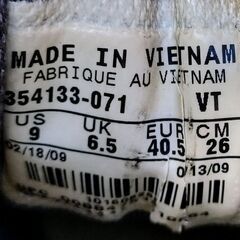 MADE IN VIETNAM
FABRIQUE AU VIETNAM
354133-071 VT
US UK EUR CM
9 6.5 40.5 26
02/18/09 0/13/09